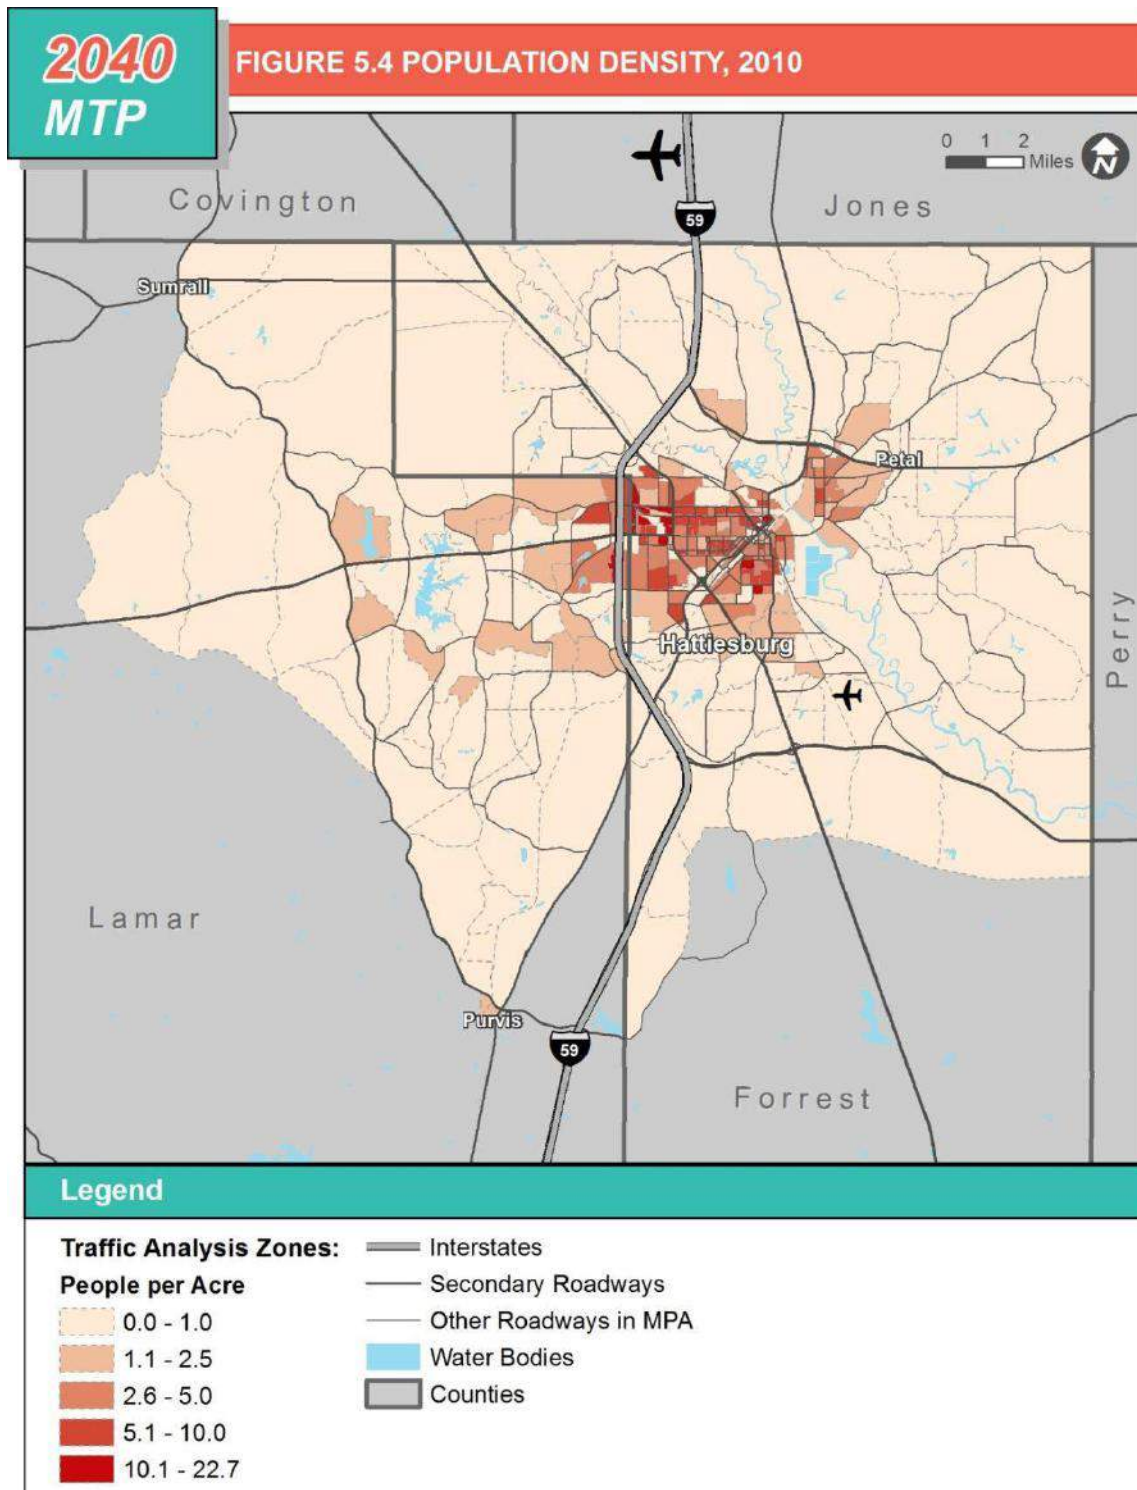 2040
MTP
FIGURE 5.4 POPULATION DENSITY, 2010
0 1 2
Miles
N
Covington
Jones
59
Sumrall
Petal
Hattiesburg
Perry
Lamar
Purvis
59
Forrest
Legend
Traffic Analysis Zones:
People per Acre
0.0 - 1.0
1.1 - 2.5
2.6 - 5.0
5.1 - 10.0
10.1 - 22.7
Interstates
Secondary Roadways
Other Roadways in MPA
Water Bodies
Counties